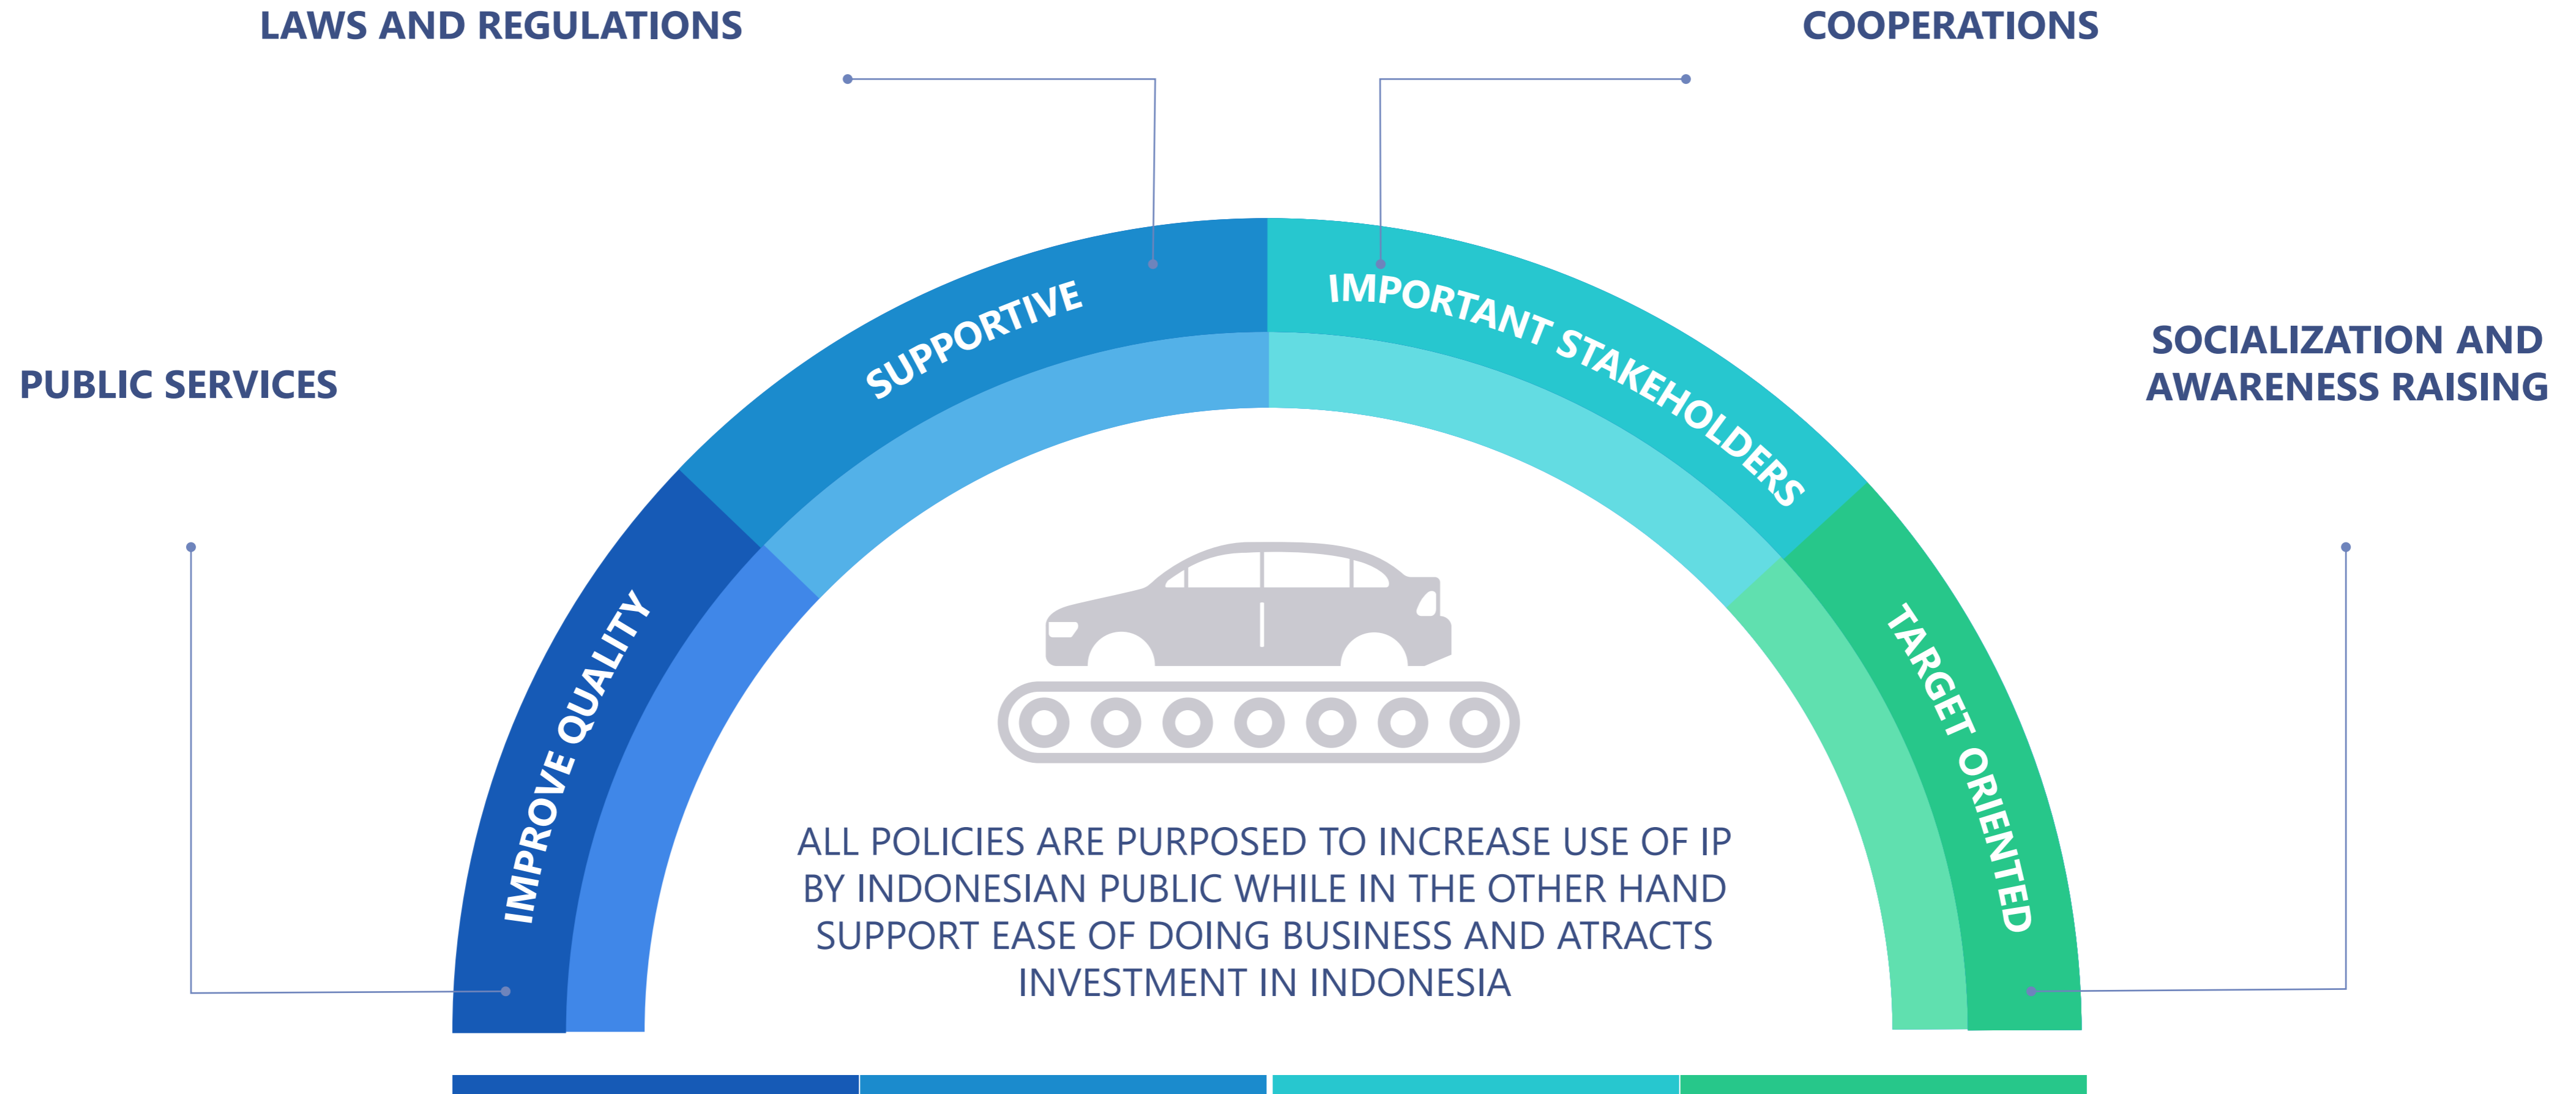 LAWS AND REGULATIONS
COOPERATIONS
PUBLIC SERVICES
SOCIALIZATION AND
AWARENESS RAISING
IMPROVE QUALITY
SUPPORTIVE
IMPORTANT STAKEHOLDERS
TARGET ORIENTED
ALL POLICIES ARE PURPOSED TO INCREASE USE OF IP
BY INDONESIAN PUBLIC WHILE IN THE OTHER HAND
SUPPORT EASE OF DOING BUSINESS AND ATRACTS
INVESTMENT IN INDONESIA